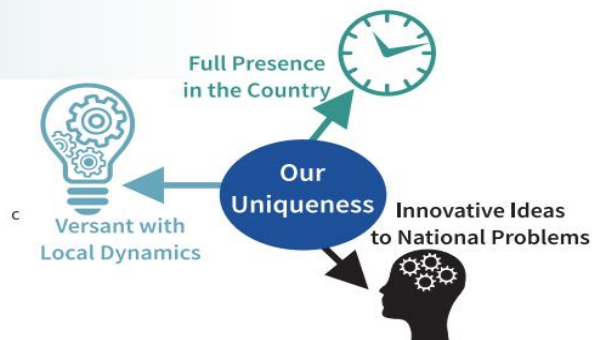 Full Presence
in the Country
Our
Uniqueness
c
Versant with
Local Dynamics
Innovative Ideas
to National Problems